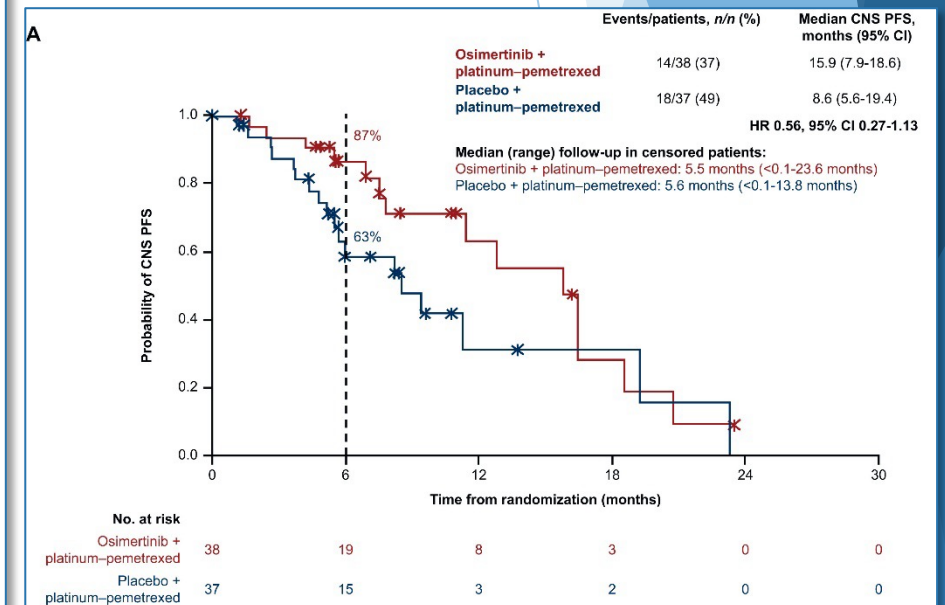 A
Events/patients, n/n (%)
Median CNS PFS,
months (95% CI)
Osimertinib +
platinum–pemetrexed
14/38 (37)
15.9 (7.9-18.6)
Placebo +
platinum–pemetrexed
18/37 (49)
8.6 (5.6-19.4)
HR 0.56, 95% CI 0.27-1.13
Median (range) follow-up in censored patients:
Osimertinib + platinum–pemetrexed: 5.5 months (<0.1-23.6 months)
Placebo + platinum–pemetrexed: 5.6 months (<0.1-13.8 months)
Probability of CNS PFS
1.0
0.8
0.6
0.4
0.2
0.0
87%
63%
0 6 12 18 24 30
Time from randomization (months)
No. at risk
Osimertinib +
platinum–pemetrexed
38 19 8 3 0 0
Placebo +
platinum–pemetrexed
37 15 3 2 0 0